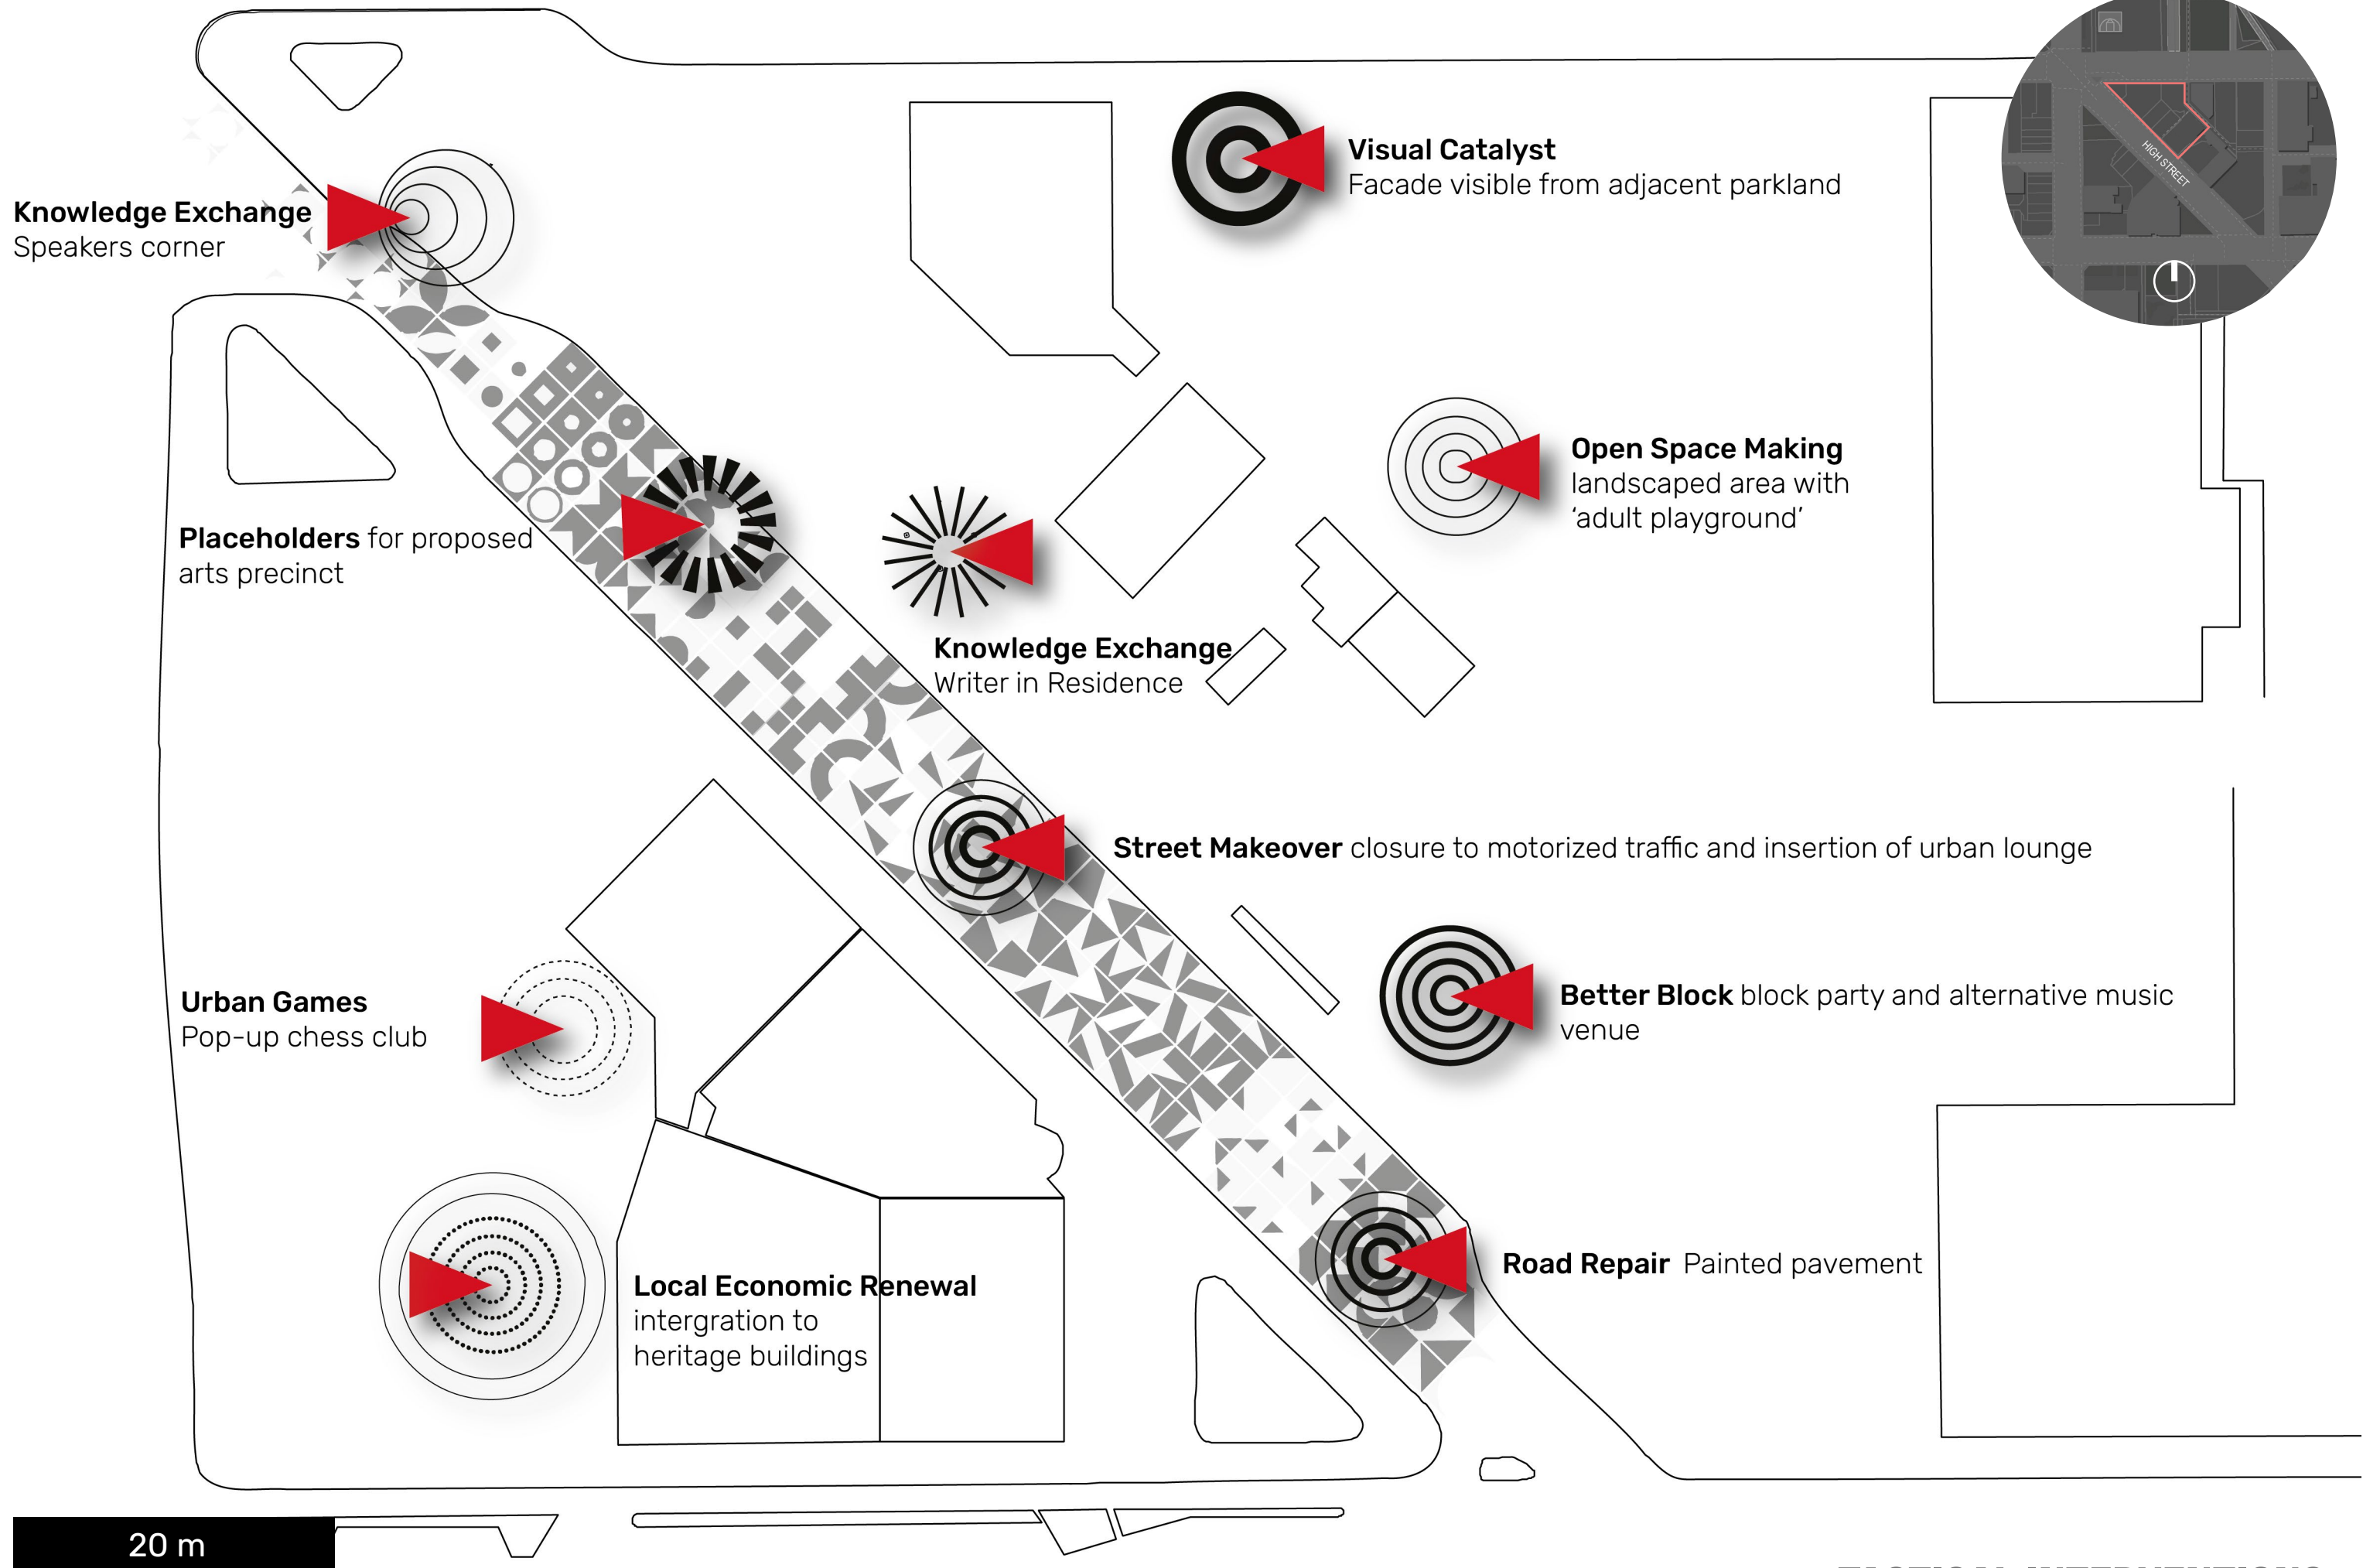 HIGH STREET
Visual Catalyst
Facade visible from adjacent parkland
Knowledge Exchange
Speakers corner
Open Space Making
landscaped area with
‘adult playground’
Placeholders for proposed
arts precinct
Knowledge Exchange
Writer in Residence
Street Makeover closure to motorized traffic and insertion of urban lounge
Urban Games
Pop-up chess club
Better Block block party and alternative music
venue
Road Repair Painted pavement
Local Economic Renewal
intergration to
heritage buildings
20 m
TACTICAL INTERVENTIONS